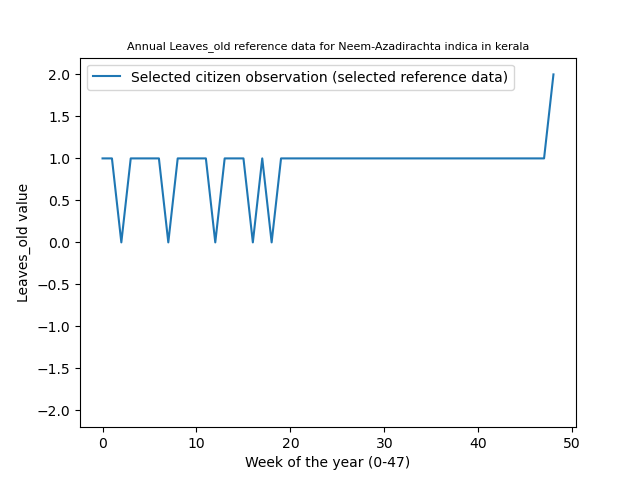 Annual Leaves_old reference data for Neem-Azadirachta indica in kerala
Selected citizen observation (selected reference data)
Leaves_old value
2.0
1.5
1.0
0.5
0.0
−0.5
−1.0
−1.5
−2.0
0 10 20 30 40 50
Week of the year (0-47)